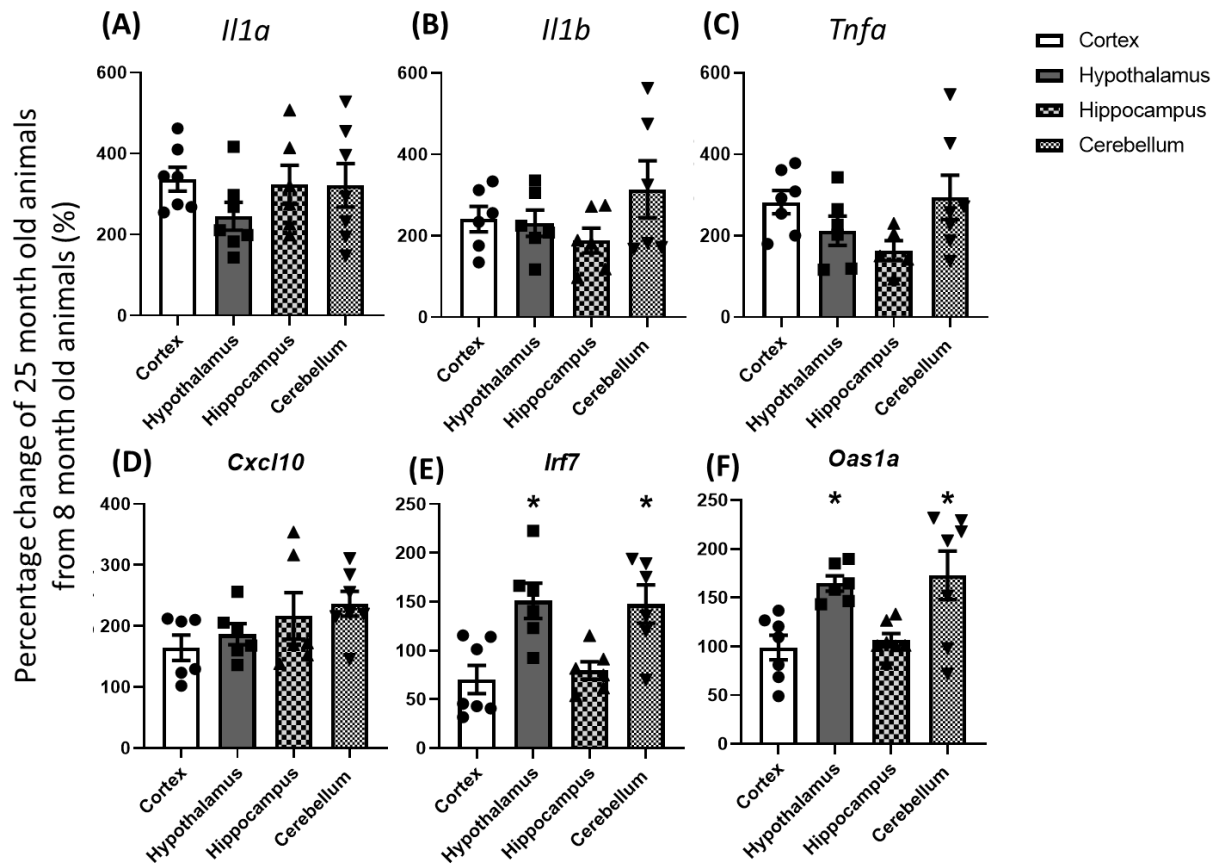 (A) Il1a
(B) Il1b
(C) Tnfa
Cortex
Hypothalamus
Hippocampus
Cerebellum
Percentage change of 25 month old animals
from 8 month old animals (%)
600
400
200
0
Cortex
Hypothalamus
Hippocampus
Cerebellum
600
400
200
0
Cortex
Hypothalamus
Hippocampus
Cerebellum
600
400
200
0
Cortex
Hypothalamus
Hippocampus
Cerebellum
(D) Cxcl10
400
300
200
100
0
Cortex
Hypothalamus
Hippocampus
Cerebellum
(E) Irf7
250
200
150
100
50
0
* *
Cortex
Hypothalamus
Hippocampus
Cerebellum
(F) Oas1a
250
200
150
100
50
0
* *
Cortex
Hypothalamus
Hippocampus
Cerebellum